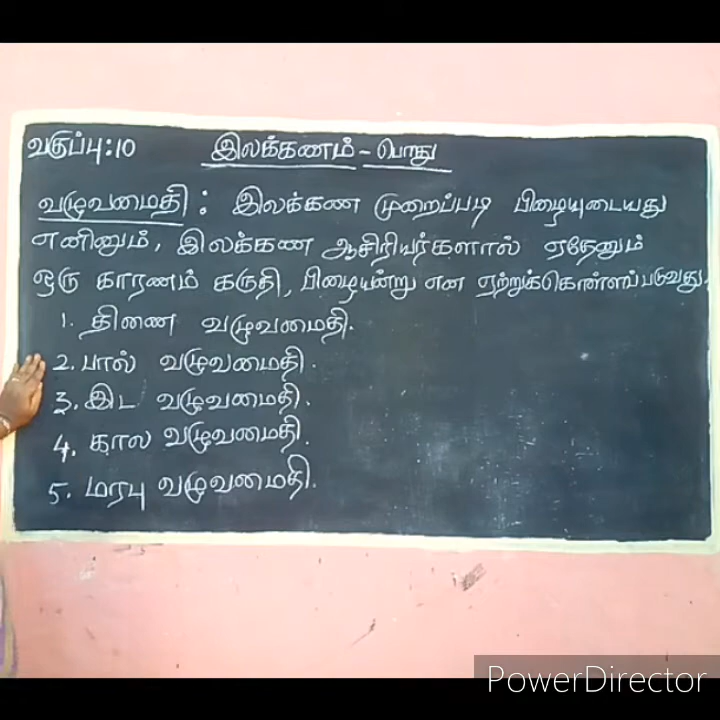 வகுப்பு:10 இலக்கணம் - பொது
வழுவமைதி : இலக்கண முறைப்படி பிழையுடையது
எனினும், இலக்கண ஆசிரியர்களால் ஏதேனும்
ஒரு காரணம் கருதி, பிழையன்று என ஏற்றுக்கொள்ளப்படுவது.
1. திணை வழுவமைதி.
2. பால் வழுவமைதி.
3. இட வழுவமைதி.
4. கால வழுவமைதி.
5. மரபு வழுவமைதி.
PowerDirector